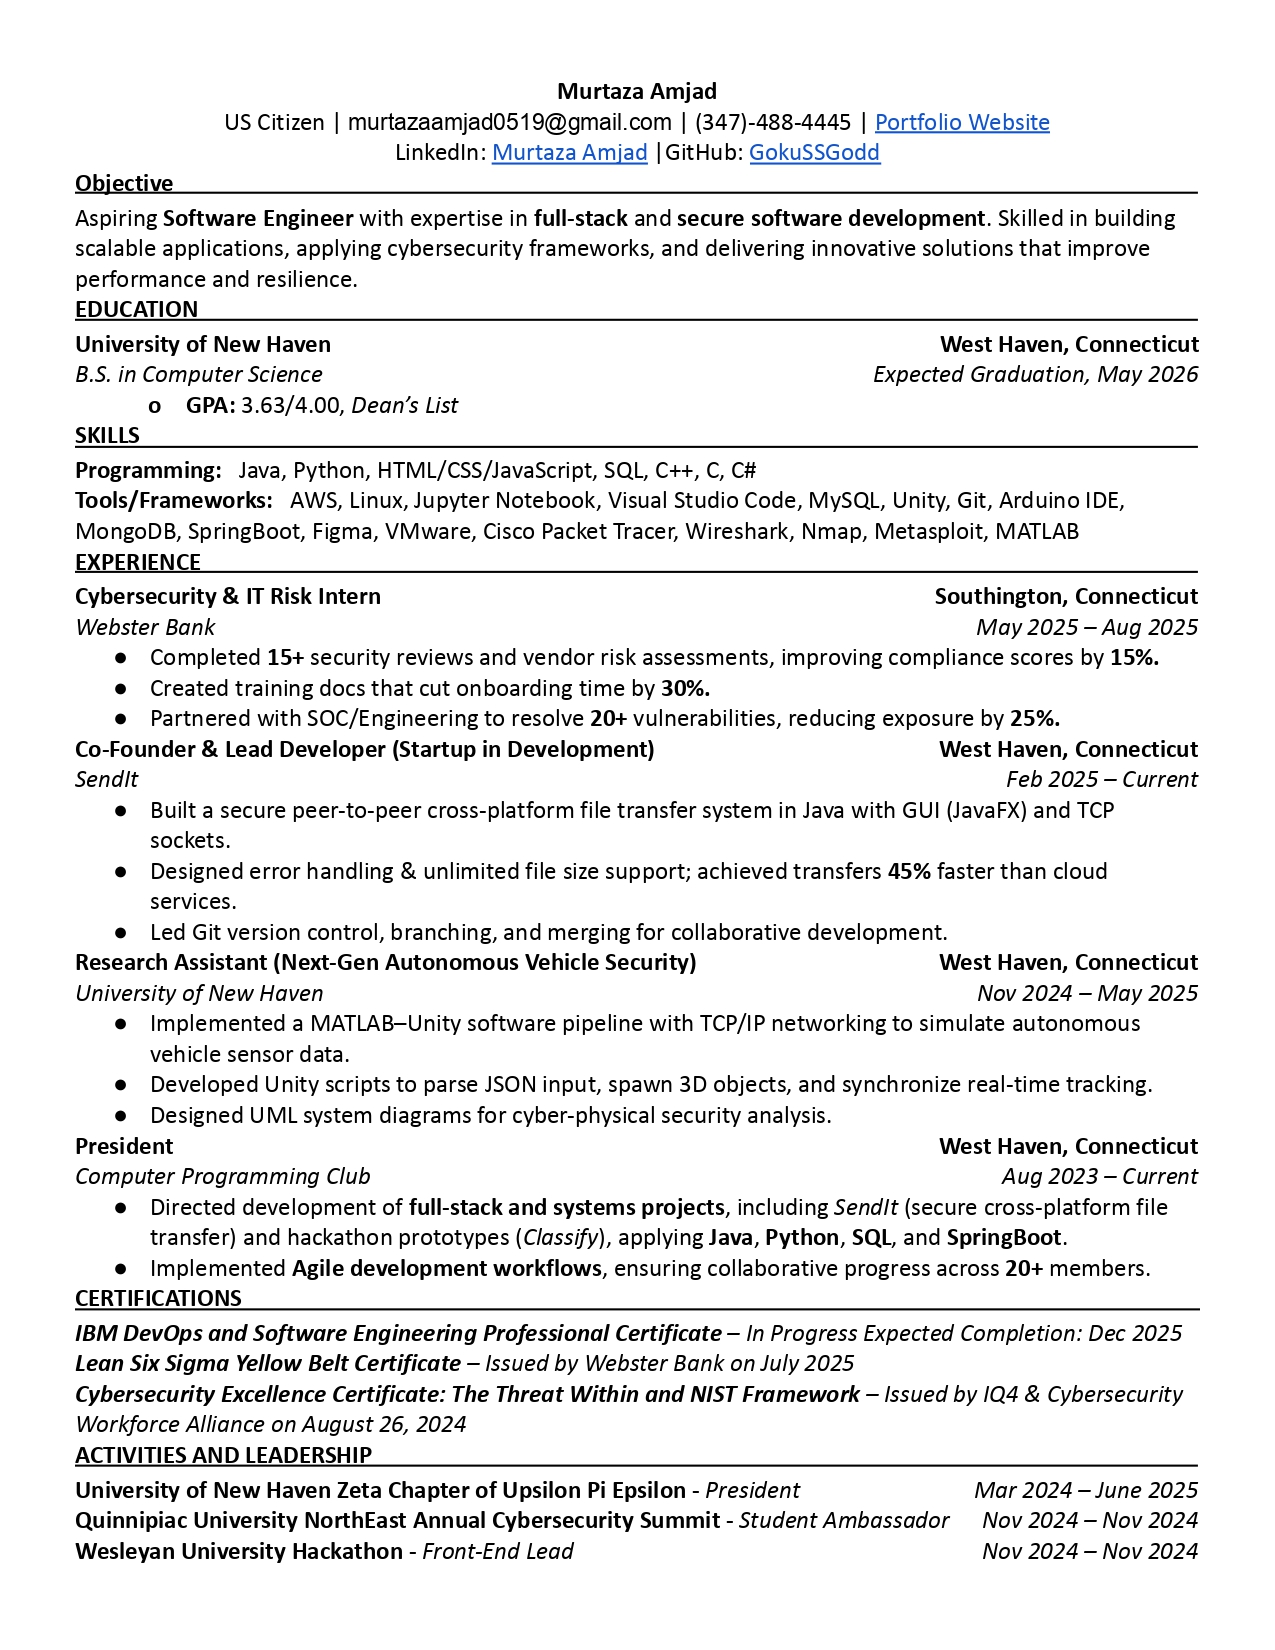 Murtaza Amjad
US Citizen | murtazaamjad0519@gmail.com | (347)-488-4445 | Portfolio Website
LinkedIn: Murtaza Amjad |GitHub: GokuSSGodd
Objective
Aspiring Software Engineer with expertise in full-stack and secure software development. Skilled in building
scalable applications, applying cybersecurity frameworks, and delivering innovative solutions that improve
performance and resilience.
EDUCATION
University of New Haven West Haven, Connecticut
B.S. in Computer Science Expected Graduation, May 2026
o GPA: 3.63/4.00, Dean’s List
SKILLS
Programming: Java, Python, HTML/CSS/JavaScript, SQL, C++, C, C#
Tools/Frameworks: AWS, Linux, Jupyter Notebook, Visual Studio Code, MySQL, Unity, Git, Arduino IDE,
MongoDB, SpringBoot, Figma, VMware, Cisco Packet Tracer, Wireshark, Nmap, Metasploit, MATLAB
EXPERIENCE
Cybersecurity & IT Risk Intern Southington, Connecticut
Webster Bank May 2025 – Aug 2025
● Completed 15+ security reviews and vendor risk assessments, improving compliance scores by 15%.
● Created training docs that cut onboarding time by 30%.
● Partnered with SOC/Engineering to resolve 20+ vulnerabilities, reducing exposure by 25%.
Co-Founder & Lead Developer (Startup in Development) West Haven, Connecticut
SendIt Feb 2025 – Current
● Built a secure peer-to-peer cross-platform file transfer system in Java with GUI (JavaFX) and TCP
sockets.
● Designed error handling & unlimited file size support; achieved transfers 45% faster than cloud
services.
● Led Git version control, branching, and merging for collaborative development.
Research Assistant (Next-Gen Autonomous Vehicle Security) West Haven, Connecticut
University of New Haven Nov 2024 – May 2025
● Implemented a MATLAB–Unity software pipeline with TCP/IP networking to simulate autonomous
vehicle sensor data.
● Developed Unity scripts to parse JSON input, spawn 3D objects, and synchronize real-time tracking.
● Designed UML system diagrams for cyber-physical security analysis.
President West Haven, Connecticut
Computer Programming Club Aug 2023 – Current
● Directed development of full-stack and systems projects, including SendIt (secure cross-platform file
transfer) and hackathon prototypes (Classify), applying Java, Python, SQL, and SpringBoot.
● Implemented Agile development workflows, ensuring collaborative progress across 20+ members.
CERTIFICATIONS
IBM DevOps and Software Engineering Professional Certificate – In Progress Expected Completion: Dec 2025
Lean Six Sigma Yellow Belt Certificate – Issued by Webster Bank on July 2025
Cybersecurity Excellence Certificate: The Threat Within and NIST Framework – Issued by IQ4 & Cybersecurity
Workforce Alliance on August 26, 2024
ACTIVITIES AND LEADERSHIP
University of New Haven Zeta Chapter of Upsilon Pi Epsilon - President Mar 2024 – June 2025
Quinnipiac University NorthEast Annual Cybersecurity Summit - Student Ambassador Nov 2024 – Nov 2024
Wesleyan University Hackathon - Front-End Lead Nov 2024 – Nov 2024